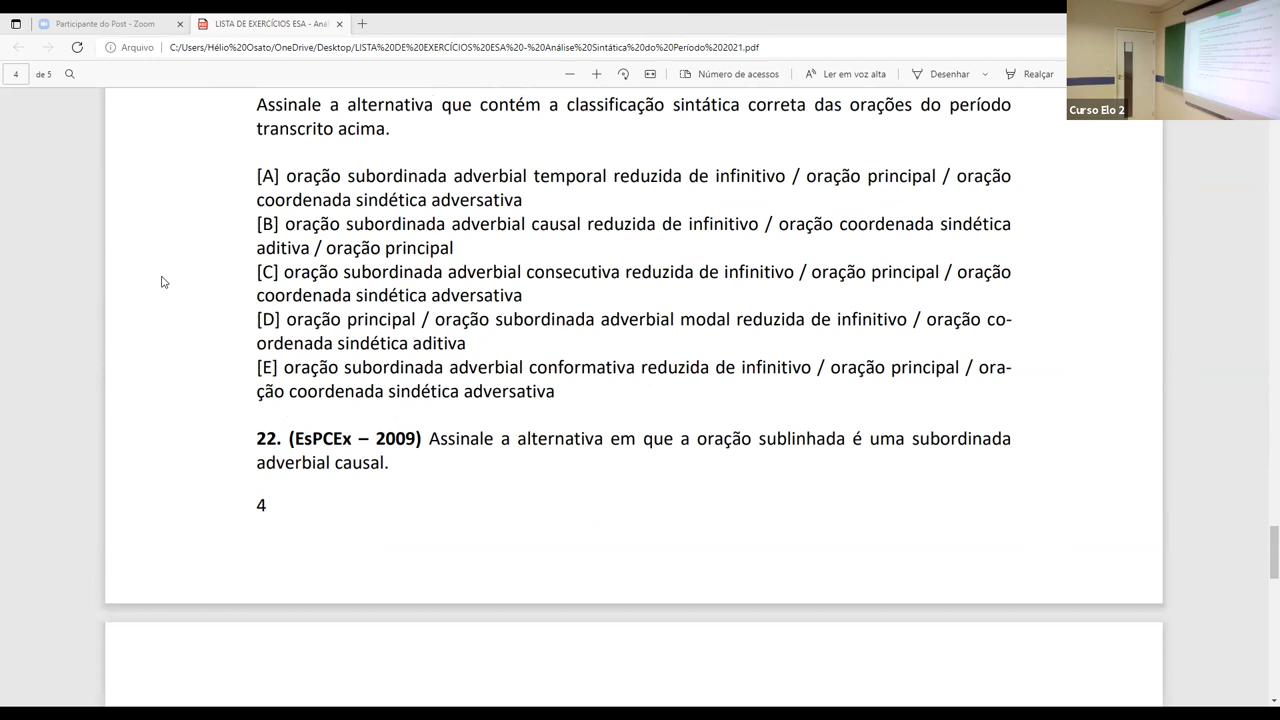 Participante do Post - Zoom
LISTA DE EXERCÍCIOS ESA - Aná
Arquivo
C:/Users/Hélio%20Osato/OneDrive/Desktop/LISTA%20DE%20EXERCÍCIOS%20ESA%20-%20Análise%20Sintática%20do%20Período%202021.pdf
4 de 5
Número de acessos
Ler em voz alta
Desenhar
Realçar
Curso Elo 2
Assinale a alternativa que contém a classificação sintática correta das orações do período
transcrito acima.
[A] oração subordinada adverbial temporal reduzida de infinitivo / oração principal / oração
coordenada sindética adversativa
[B] oração subordinada adverbial causal reduzida de infinitivo / oração coordenada sindética
aditiva / oração principal
[C] oração subordinada adverbial consecutiva reduzida de infinitivo / oração principal / oração
coordenada sindética adversativa
[D] oração principal / oração subordinada adverbial modal reduzida de infinitivo / oração co-
ordenada sindética aditiva
[E] oração subordinada adverbial conformativa reduzida de infinitivo / oração principal / ora-
ção coordenada sindética adversativa
22. (EsPCEx – 2009) Assinale a alternativa em que a oração sublinhada é uma subordinada
adverbial causal.
4